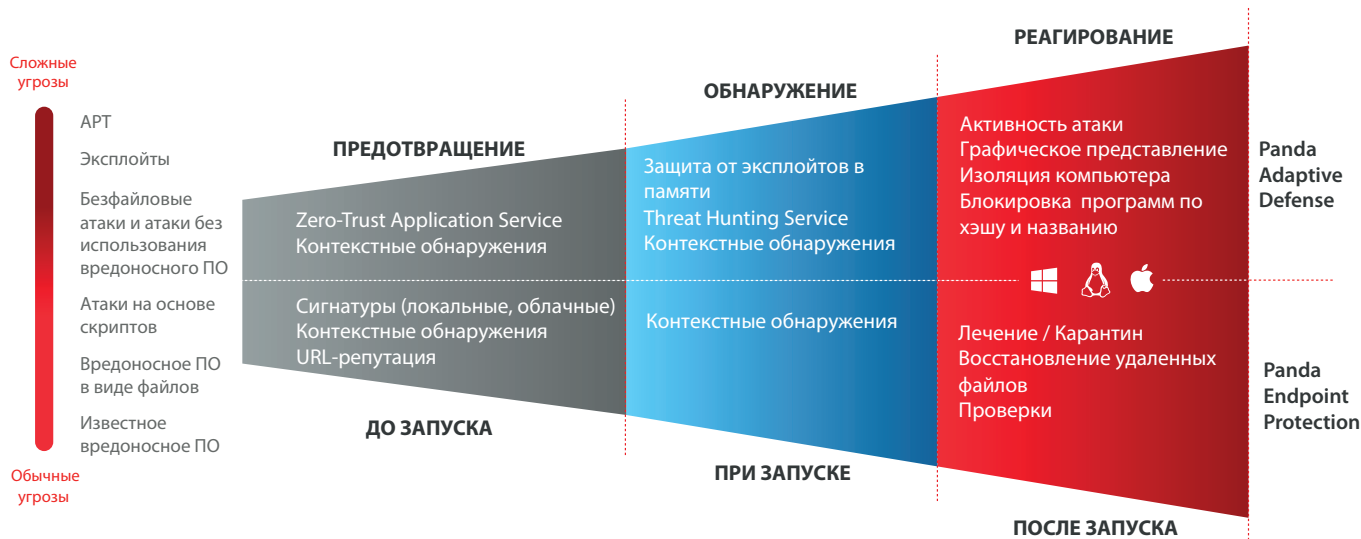 Сложные
угрозы
АРТ
Эксплойты
Безфайловые
атаки и атаки без
использования
вредоносного ПО
Атаки на основе
скриптов
Вредоносное ПО
в виде файлов
Известное
вредоносное ПО
Обычные
угрозы
ПРЕДОТВРАЩЕНИЕ
Zero-Trust Application Service
Контекстные обнаружения
Сигнатуры (локальные, облачные)
Контекстные обнаружения
URL-репутация
ДО ЗАПУСКА
ОБНАРУЖЕНИЕ
Защита от эксплойтов в
памяти
Threat Hunting Service
Контекстные обнаружения
Контекстные обнаружения
ПРИ ЗАПУСКЕ
РЕАГИРОВАНИЕ
Активность атаки
Графическое представление
Изоляция компьютера
Блокировка программ по
хэшу и названию
Лечение / Карантин
Восстановление удаленных
файлов
Проверки
ПОСЛЕ ЗАПУСКА
Panda
Adaptive
Defense
Panda
Endpoint
Protection